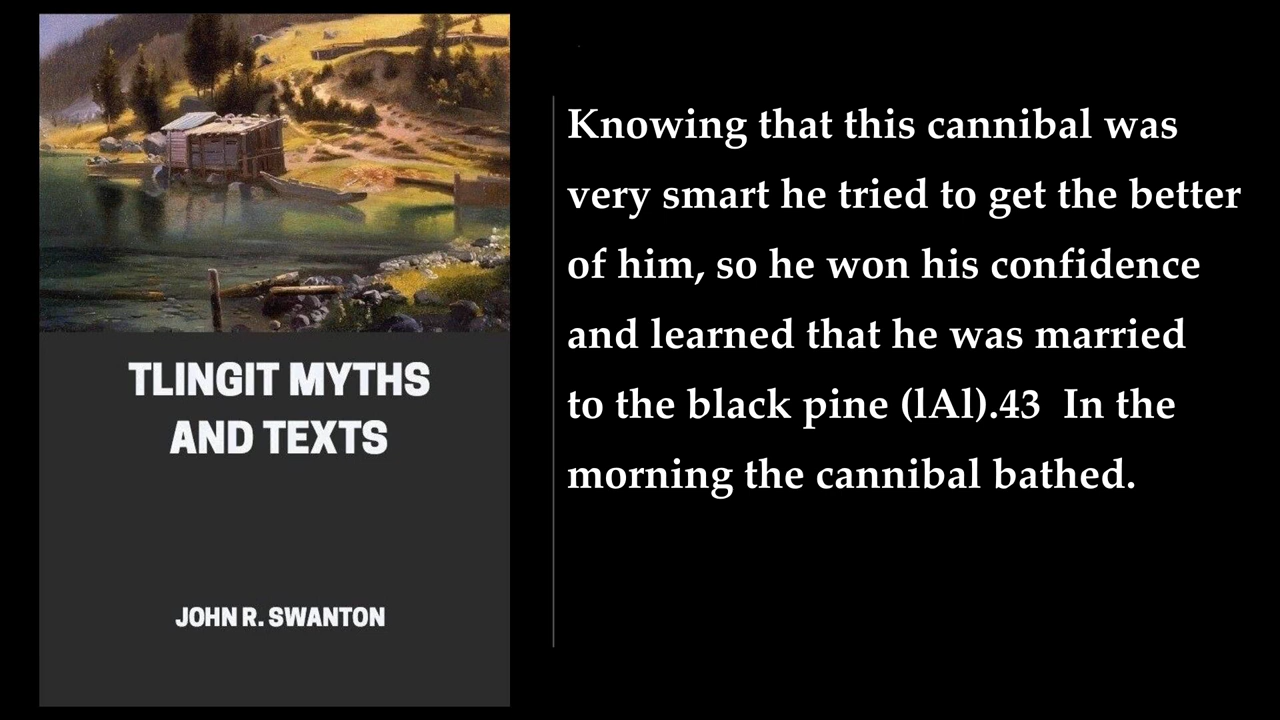 TLINGIT MYTHS
AND TEXTS
JOHN R. SWANTON
Knowing that this cannibal was
very smart he tried to get the better
of him, so he won his confidence
and learned that he was married
to the black pine (lAl).43  In the
morning the cannibal bathed.